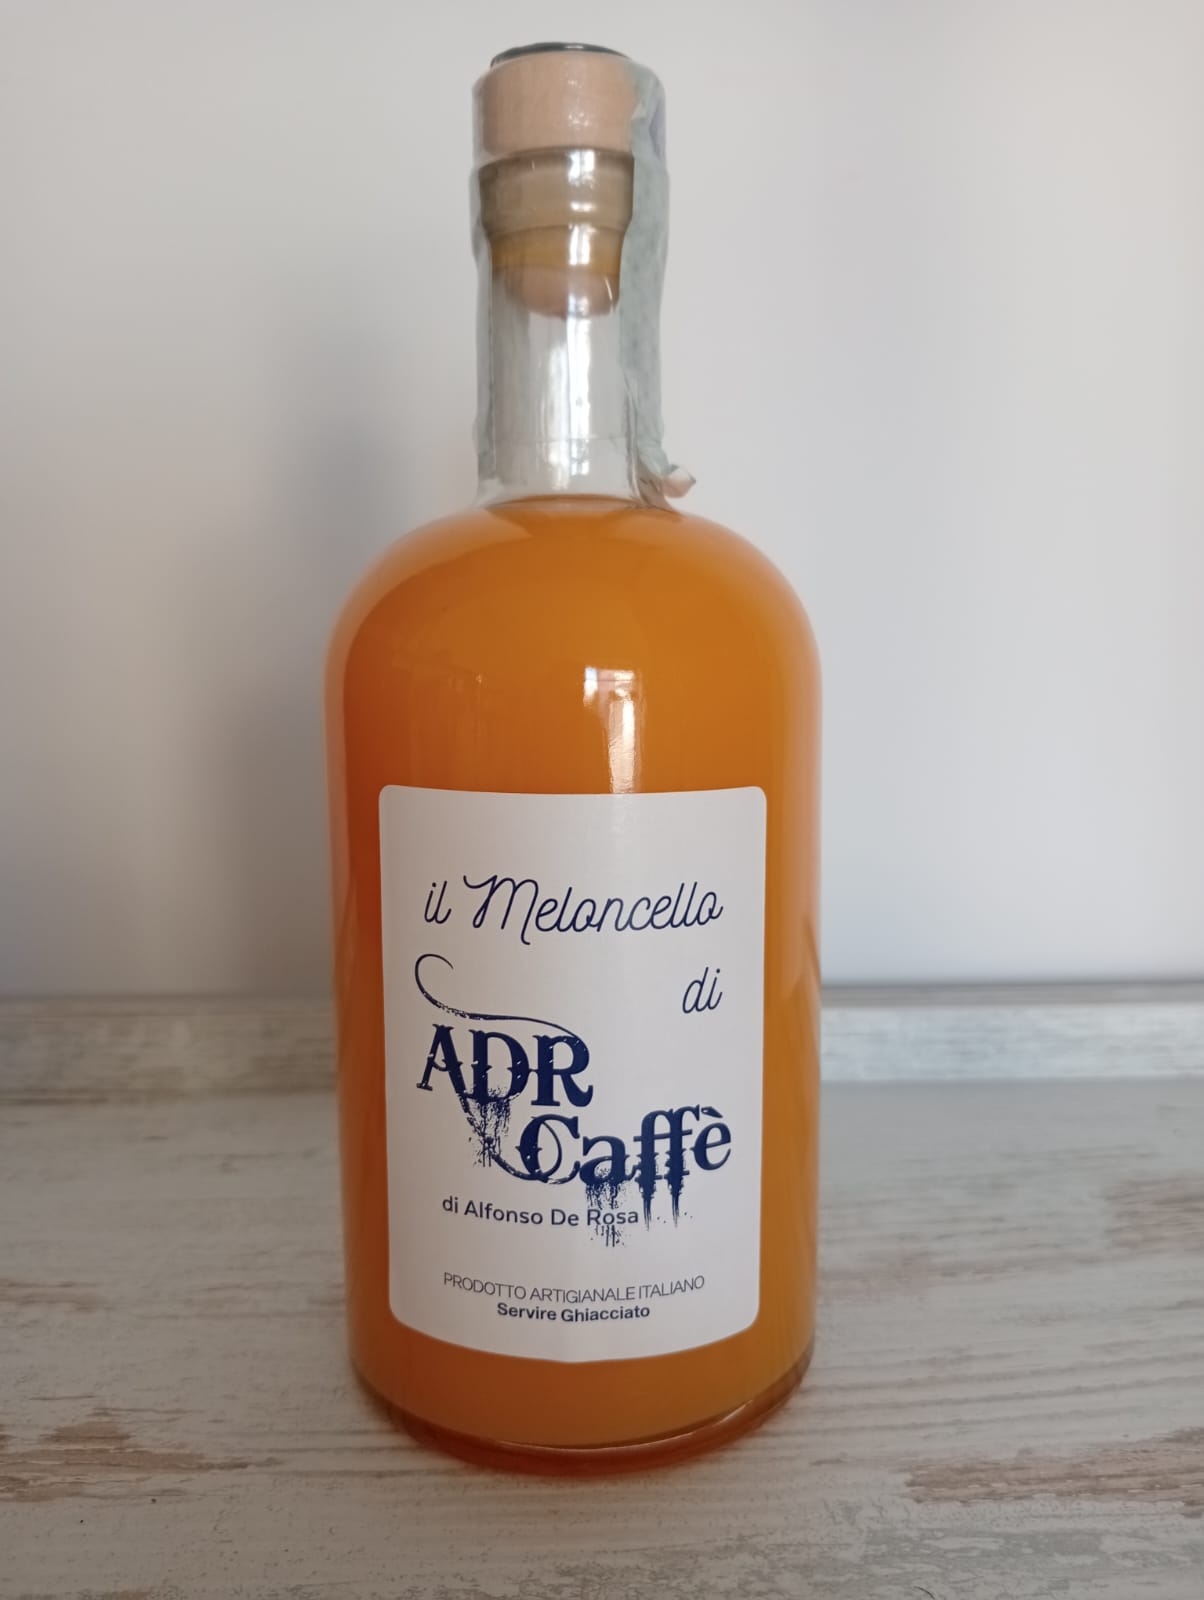 il Meloncello
di
ADR
Caffè
di Alfonso De Rosa
PRODOTTO ARTIGIANALE ITALIANO
Servire Ghiacciato